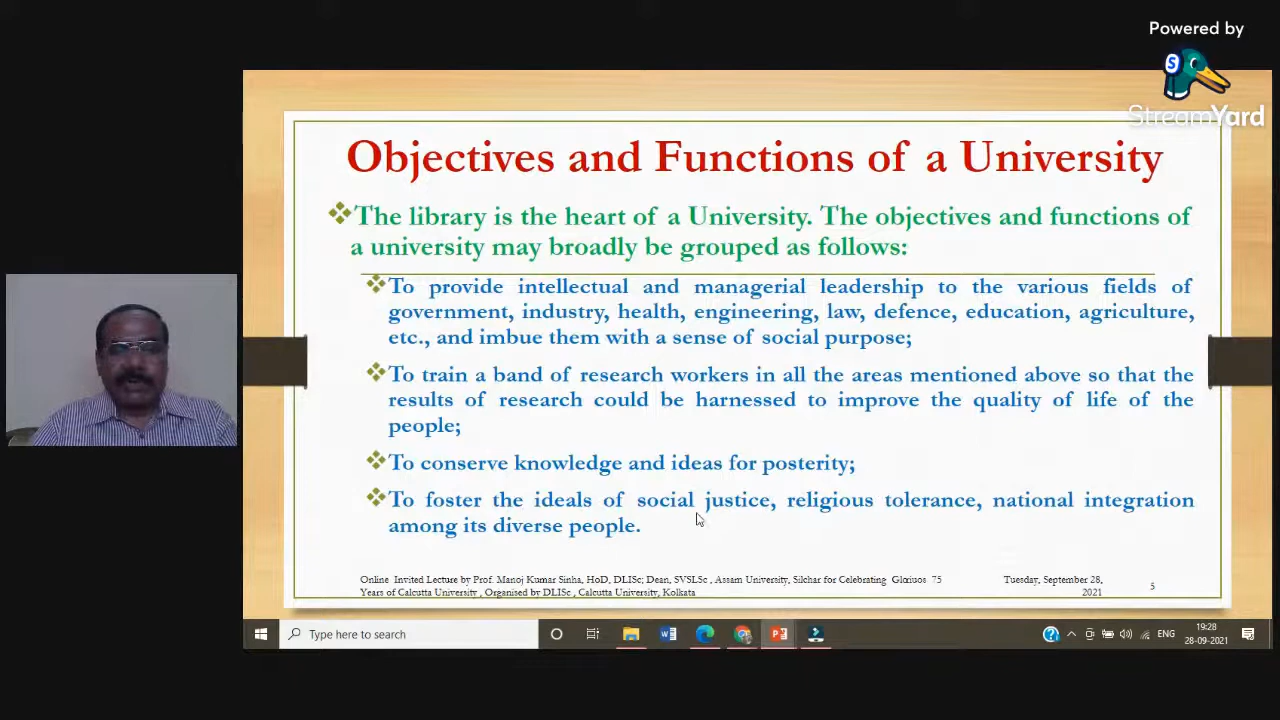 Powered by
StreamYard
Objectives and Functions of a University
The library is the heart of a University. The objectives and functions of
a university may broadly be grouped as follows:
To provide intellectual and managerial leadership to the various fields of
government, industry, health, engineering, law, defence, education, agriculture,
etc., and imbue them with a sense of social purpose;
To train a band of research workers in all the areas mentioned above so that the
results of research could be harnessed to improve the quality of life of the
people;
To conserve knowledge and ideas for posterity;
To foster the ideals of social justice, religious tolerance, national integration
among its diverse people.
Online Invited Lecture by Prof. Manoj Kumar Sinha, HoD, DLISc; Dean, SVSLSc , Assam University, Silchar for Celebrating Glorious 75
Years of Calcutta University , Organised by DLISc , Calcutta University, Kolkata
Tuesday, September 28,
2021
5
Type here to search
ENG
19:28
28-09-2021